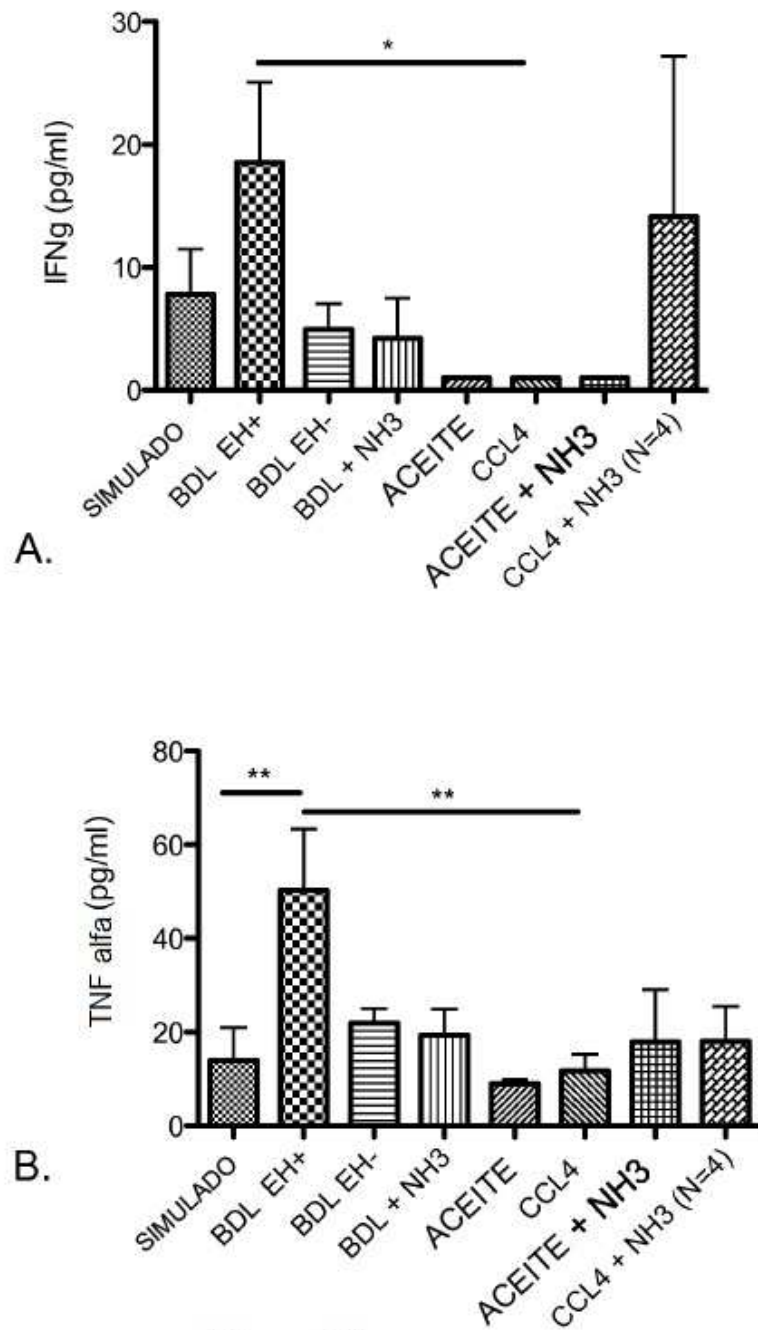 30
*
20
10
0
IFNg (pg/ml)
SIMULADO
BDL EH+
BDL EH-
BDL + NH3
ACEITE
CCL4
ACEITE + NH3
CCL4 + NH3 (N=4)
A.
80
**
**
60
40
20
0
TNF alfa (pg/ml)
SIMULADO
BDL EH+
BDL EH-
BDL + NH3
ACEITE
CCL4
ACEITE + NH3
CCL4 + NH3 (N=4)
B.